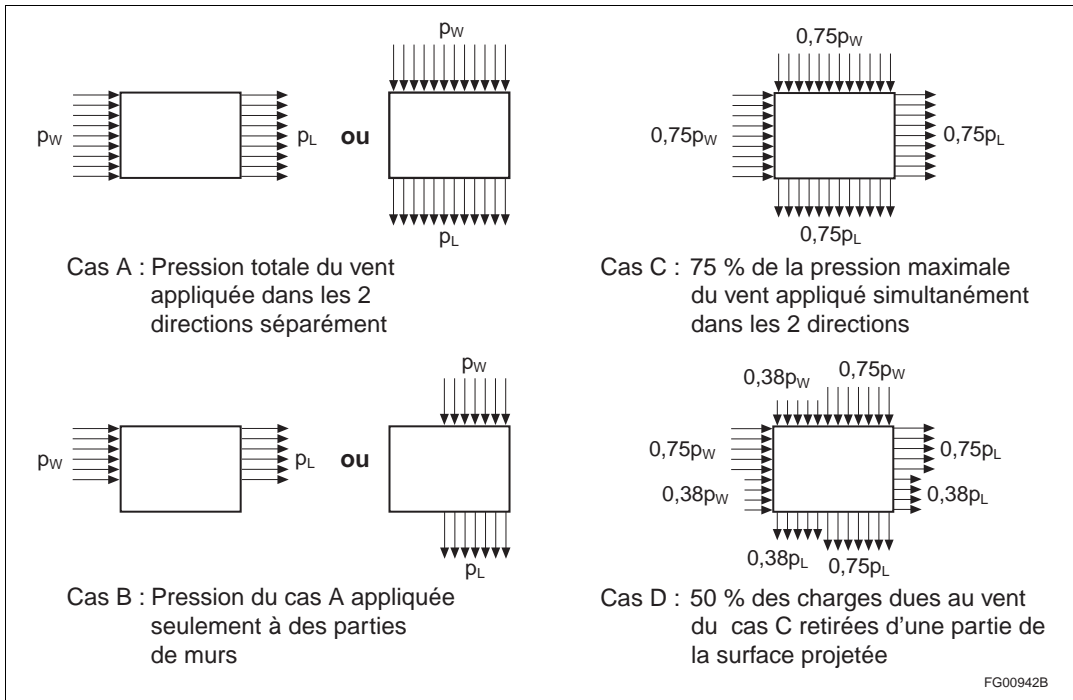 pW
pW
pL
ou
pL
Cas A : Pression totale du vent
appliquée dans les 2
directions séparément
0,75pW
0,75pW
0,75pL
0,75pL
Cas C : 75 % de la pression maximale
du vent appliqué simultanément
dans les 2 directions
pW
pW
pL
ou
pL
Cas B : Pression du cas A appliquée
seulement à des parties
de murs
0,38pW
0,75pW
0,75pW
0,75pL
0,38pW
0,38pL
0,38pL
0,75pL
Cas D : 50 % des charges dues au vent
du cas C retirées d'une partie de
la surface projetée
FG00942B